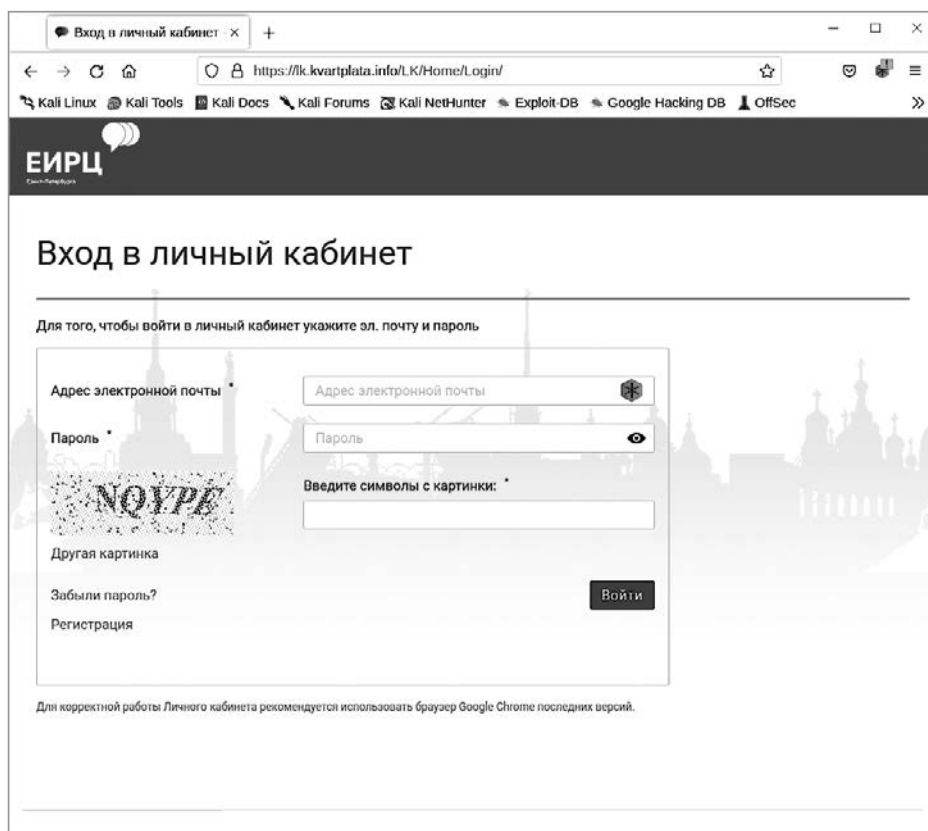 Вход в личный кабинет
https://lk.kvartplata.info/LK/Home/Login/
Kali Linux Kali Tools Kali Docs Kali Forums Kali NetHunter Exploit-DB Google Hacking DB OffSec
ЕИРЦ
Санкт-Петербурга
Вход в личный кабинет
Для того, чтобы войти в личный кабинет укажите эл. почту и пароль
Адрес электронной почты * Адрес электронной почты
Пароль * Пароль
NQYPE Введите символы с картинки: *
Другая картинка
Забыли пароль? Войти
Регистрация
Для корректной работы Личного кабинета рекомендуется использовать браузер Google Chrome последних версий.